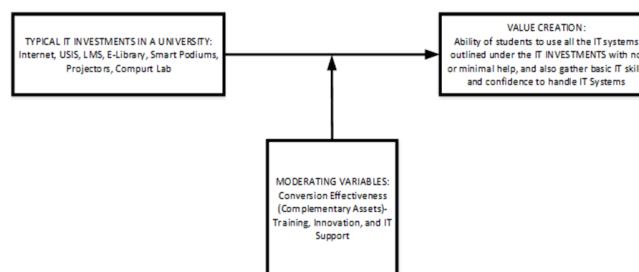 TYPICAL IT INVESTMENTS IN A UNIVERSITY:
Internet, USIS, LMS, E-Library, Smart Podiums,
Projectors, Compurt Lab
VALUE CREATION:
Ability of students to use all the IT systems
outlined under the IT INVESTMENTS with no
or minimal help, and also gather basic IT skill
and confidence to handle IT Systems
MODERATING VARIABLES:
Conversion Effectiveness
(Complementary Assets)-
Training, Innovation, and IT
Support